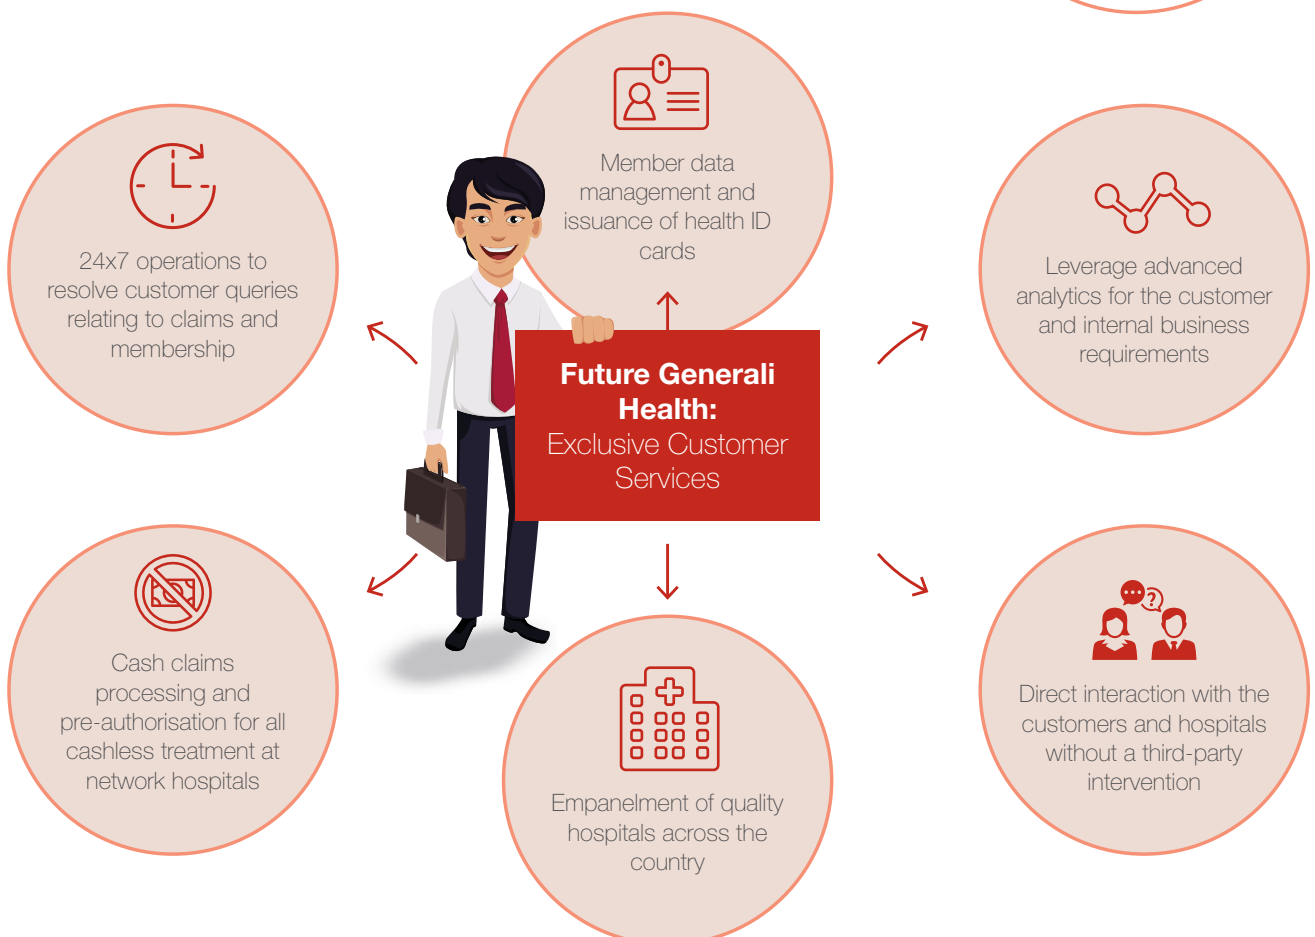 Member data
management and
issuance of health ID
cards
24x7 operations to
resolve customer queries
relating to claims and
membership
Leverage advanced
analytics for the customer
and internal business
requirements
Future Generali
Health:
Exclusive Customer
Services
Cash claims
processing and
pre-authorisation for all
cashless treatment at
network hospitals
?
Direct interaction with the
customers and hospitals
without a third-party
intervention
Empanelment of quality
hospitals across the
country